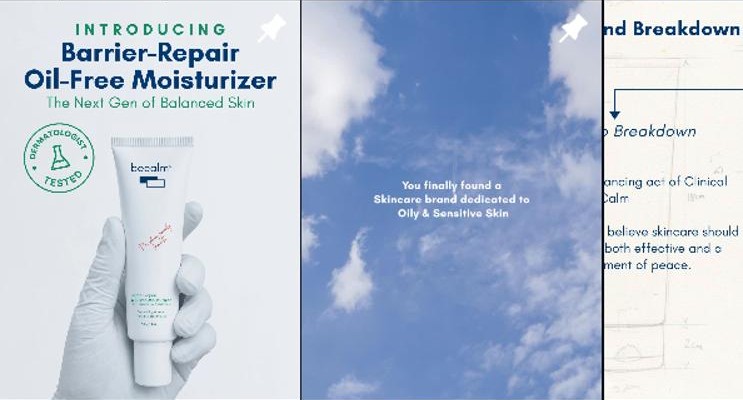 INTRODUCING
Barrier-Repair
Oil-Free Moisturizer
The Next Gen of Balanced Skin
DERMATOLOGIST
TESTED
becalm
You finally found a
Skincare brand dedicated to
Oily & Sensitive Skin
nd Breakdown
o Breakdown
ancing act of Clinical
Calm
believe skincare should
both effective and a
ment of peace.